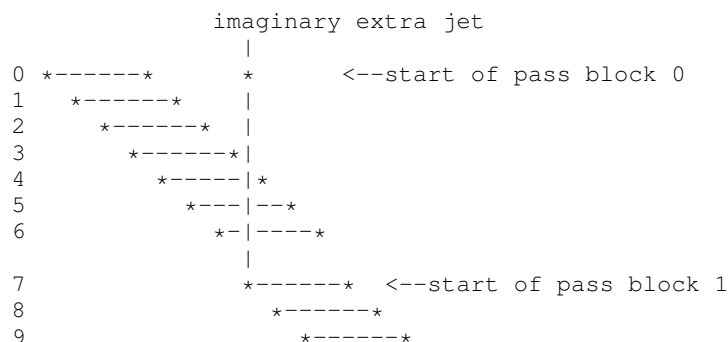 imaginary extra jet
                |
0 *-------*      *      <--start of pass block 0
1   *-------*    |
2     *-------*  |
3       *-------*|
4         *-----|*
5           *---|--*
6             *-|----*
                |
7               *-------*  <--start of pass block 1
8                 *-------*
9                   *-------*